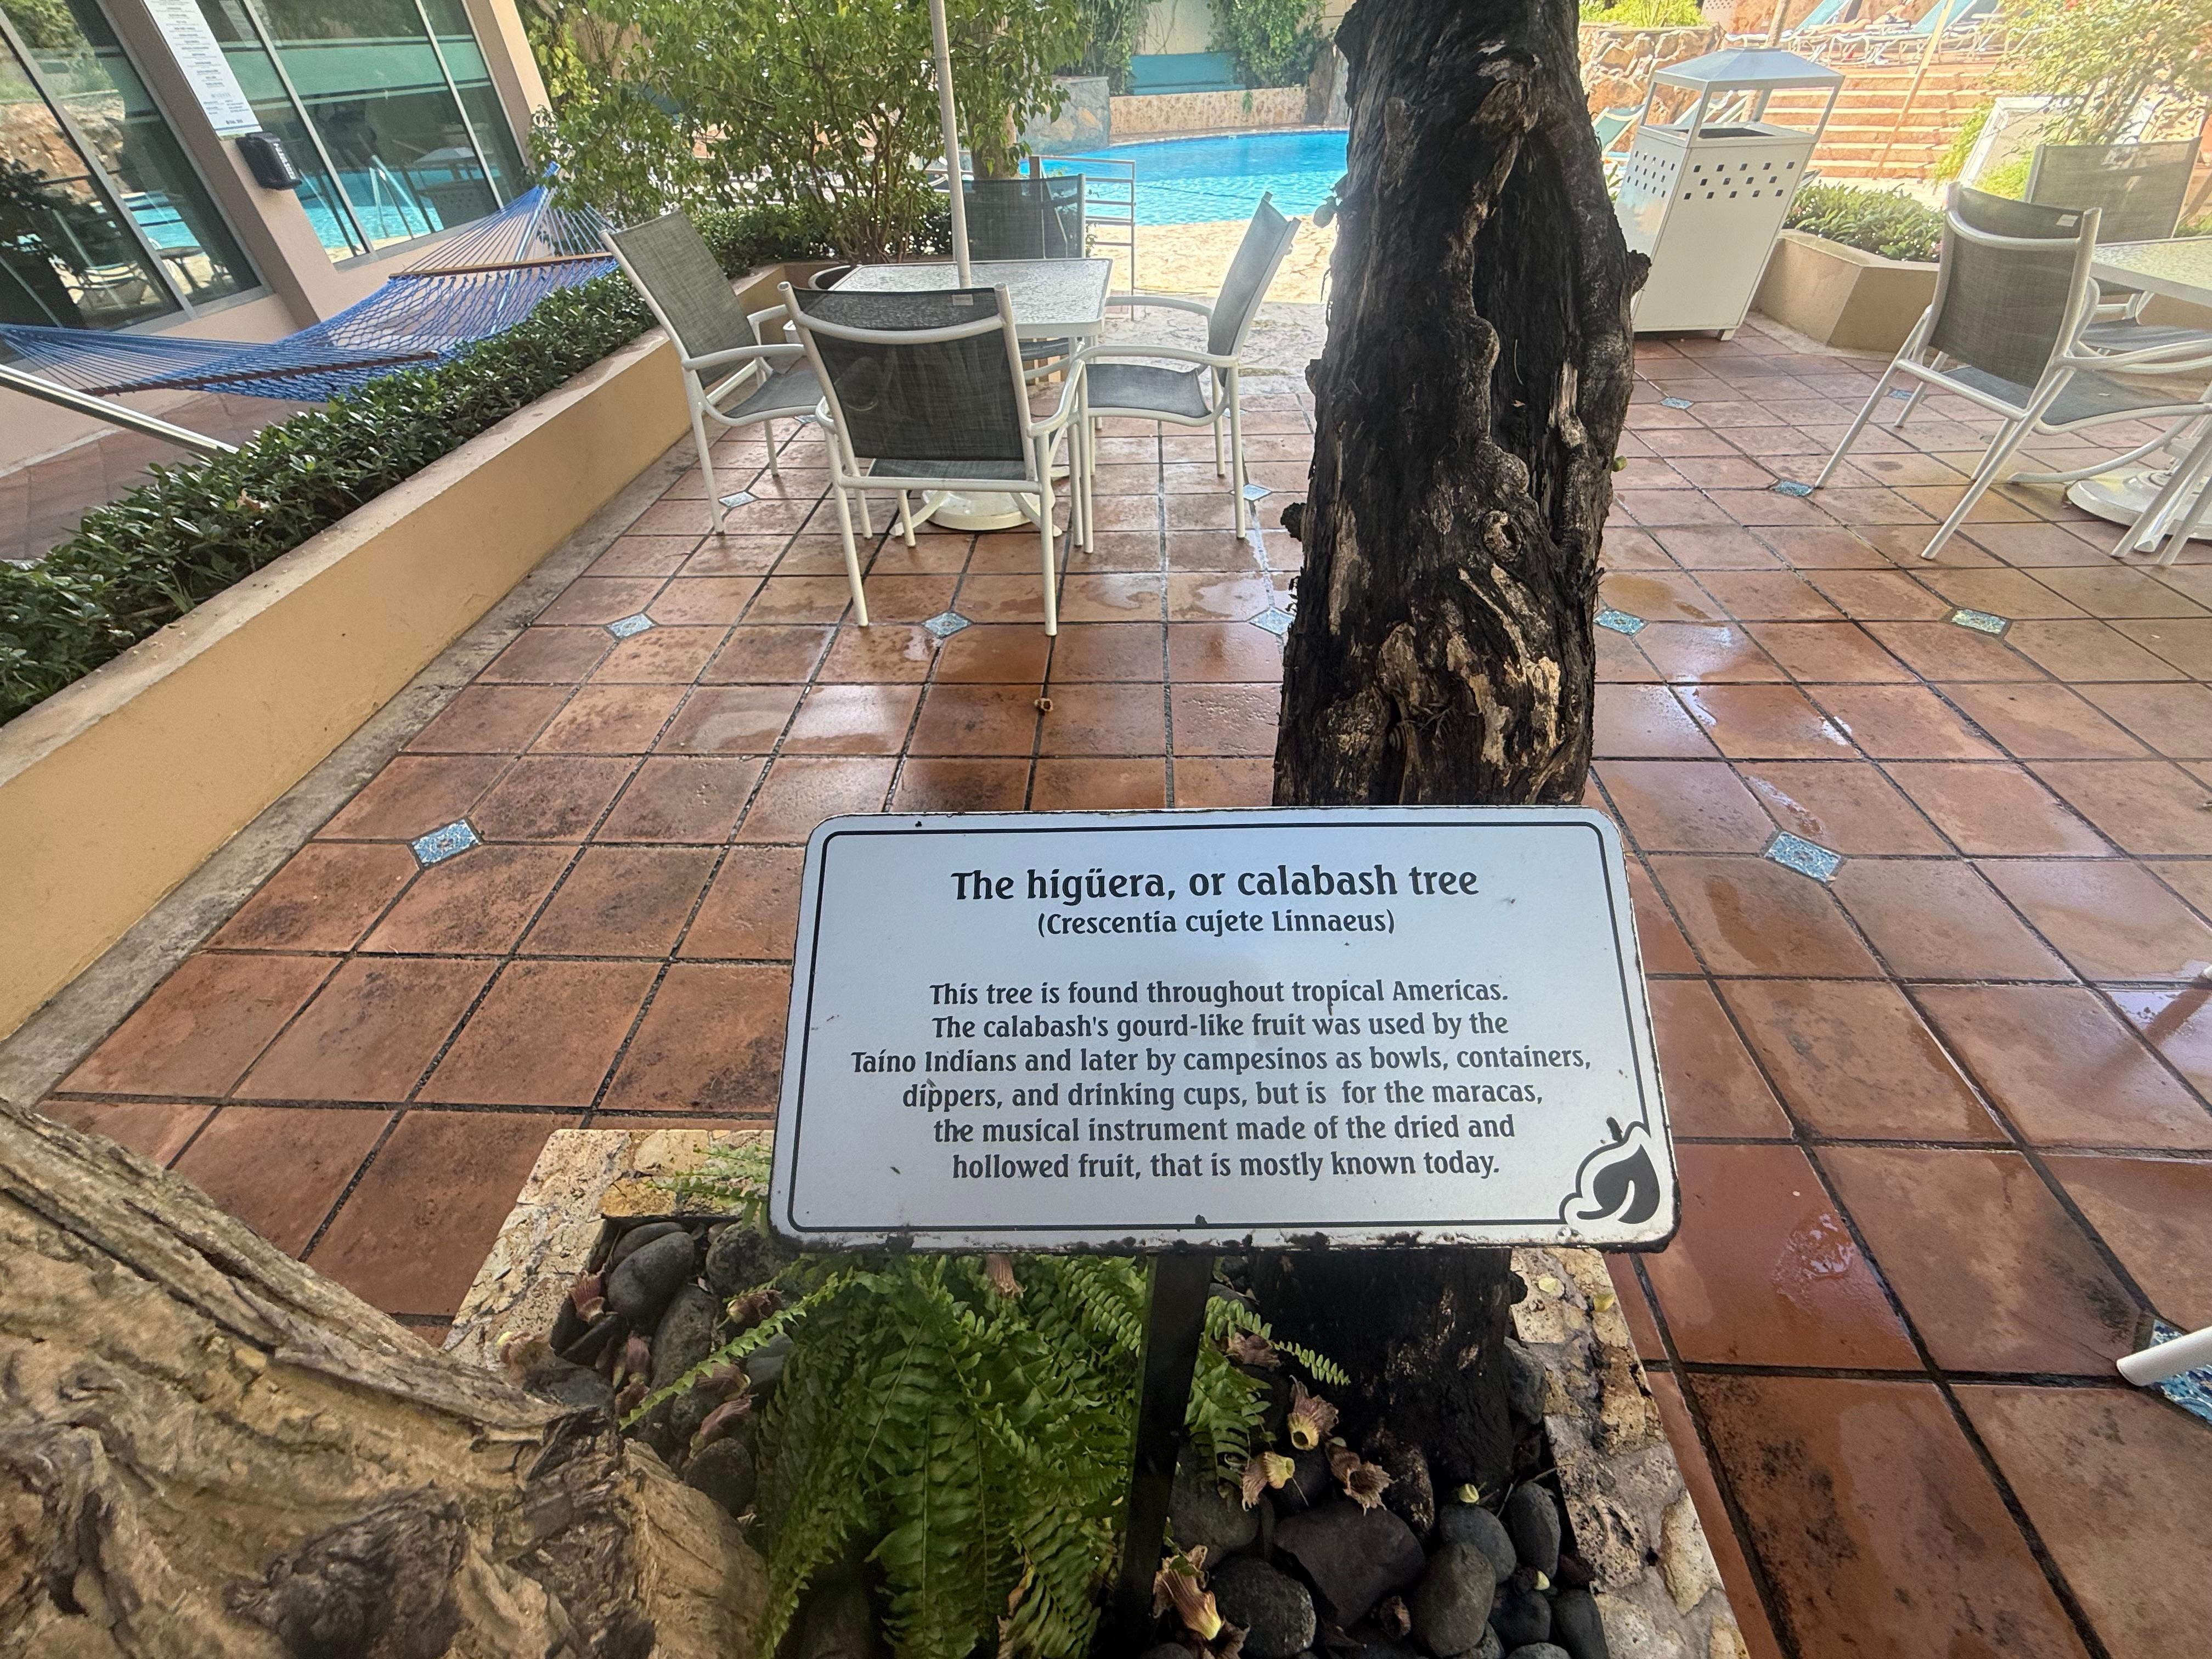 The higüera, or calabash tree
(Crescentia cujete Linnaeus)
This tree is found throughout tropical Americas.
The calabash's gourd-like fruit was used by the
Taíno Indians and later by campesinos as bowls, containers,
dippers, and drinking cups, but is for the maracas,
the musical instrument made of the dried and
hollowed fruit, that is mostly known today.